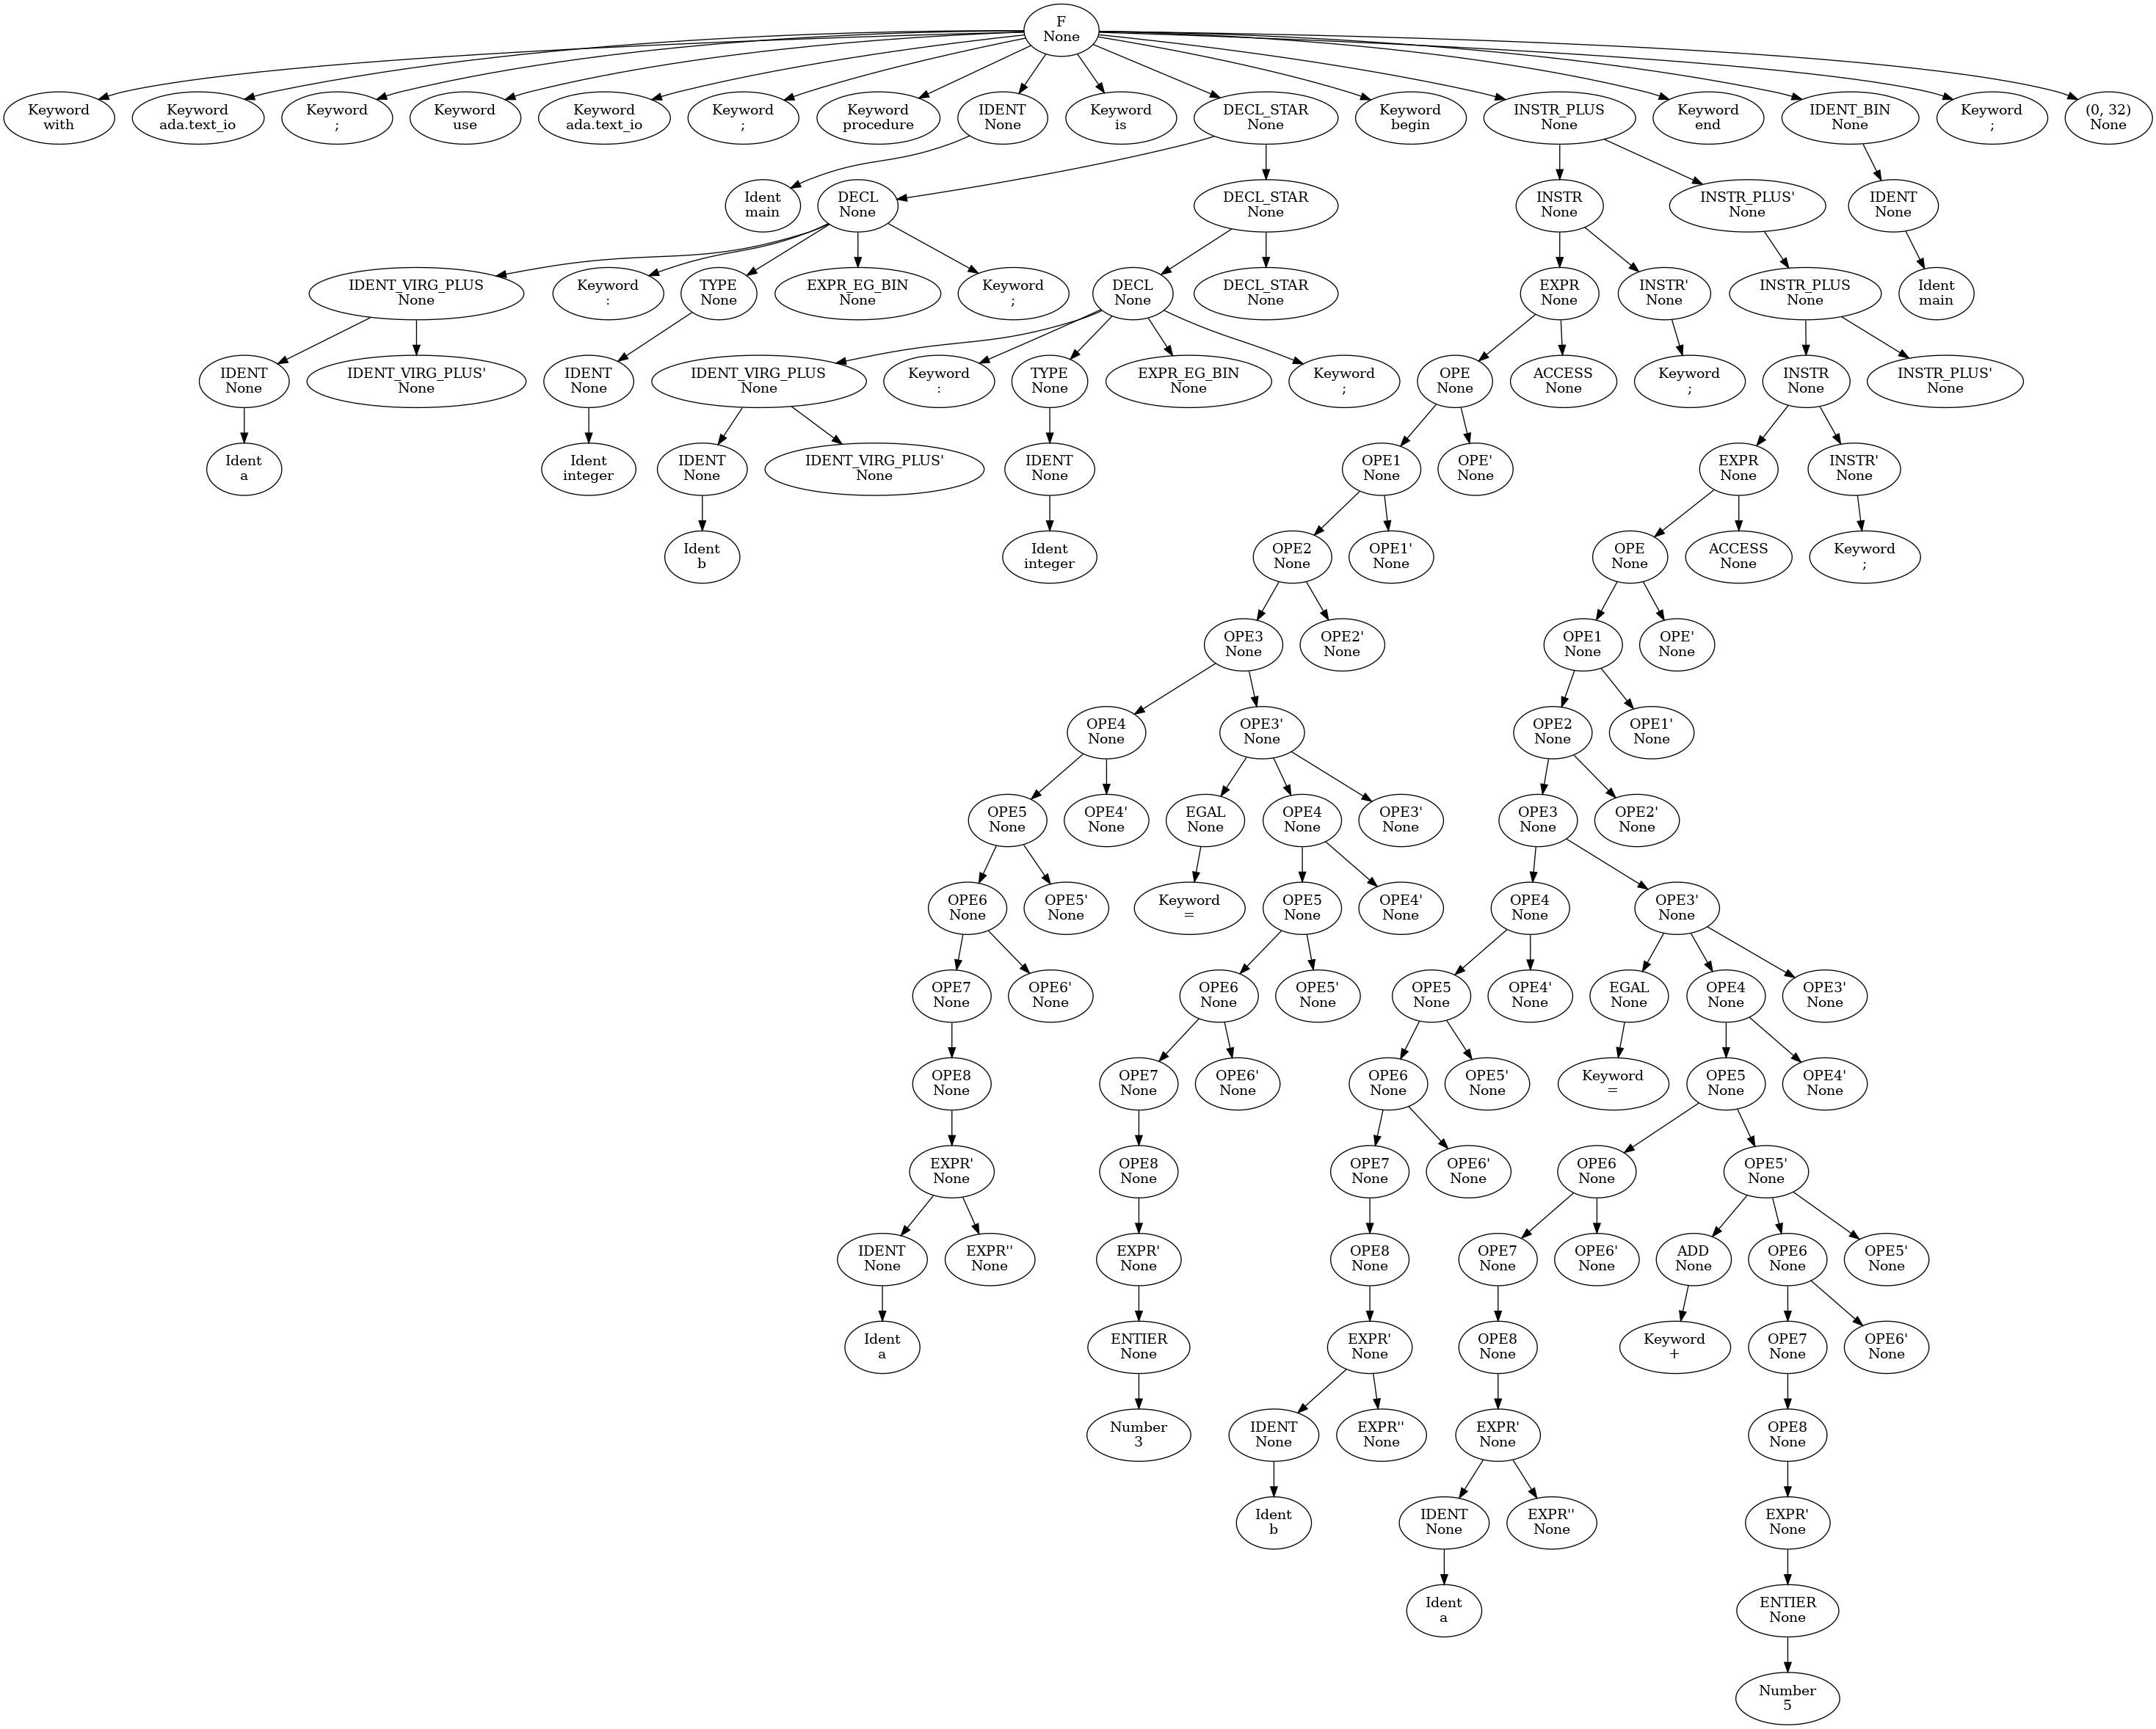 F
None
Keyword Keyword Keyword Keyword Keyword Keyword Keyword IDENT Keyword DECL_STAR Keyword INSTR_PLUS Keyword IDENT_BIN Keyword (0, 32)
with ada.text_io ; use ada.text_io ; procedure None is None begin None end None ; None
Ident DECL DECL_STAR INSTR INSTR_PLUS' IDENT
main None None None None None
IDENT_VIRG_PLUS Keyword TYPE EXPR_EG_BIN Keyword DECL DECL_STAR EXPR INSTR' INSTR_PLUS Ident
None : None None ; None None None None None main
IDENT IDENT_VIRG_PLUS' IDENT IDENT_VIRG_PLUS Keyword TYPE EXPR_EG_BIN Keyword OPE ACCESS Keyword INSTR INSTR_PLUS'
None None None None : None None ; None None ; None None
Ident Ident IDENT IDENT_VIRG_PLUS' IDENT OPE1 OPE' EXPR INSTR'
a integer None None None None None None None
Ident Ident OPE2 OPE1' OPE ACCESS Keyword
b integer None None None None ;
OPE3 OPE2' OPE1 OPE'
None None None None
OPE4 OPE3' OPE2 OPE1'
None None None None
OPE5 OPE4' EGAL OPE4 OPE3' OPE3 OPE2'
None None None None None None None
OPE6 OPE5' Keyword OPE5 OPE4' OPE4 OPE3'
None None = None None None None
OPE7 OPE6' OPE6 OPE5' OPE5 OPE4' EGAL OPE4 OPE3'
None None None None None None None None None
OPE8 OPE7 OPE6' OPE6 OPE5' Keyword OPE5 OPE4'
None None None None None = None None
EXPR' OPE8 OPE7 OPE6' OPE6 OPE5'
None None None None None None
IDENT EXPR'' EXPR' OPE8 OPE7 OPE6' ADD OPE6 OPE5'
None None None None None None None None None
Ident ENTIER EXPR' OPE8 Keyword OPE7 OPE6'
a None None None + None None
Number IDENT EXPR'' EXPR' OPE8
3 None None None None
Ident IDENT EXPR'' EXPR'
b None None None
Ident ENTIER
a None
Number
5